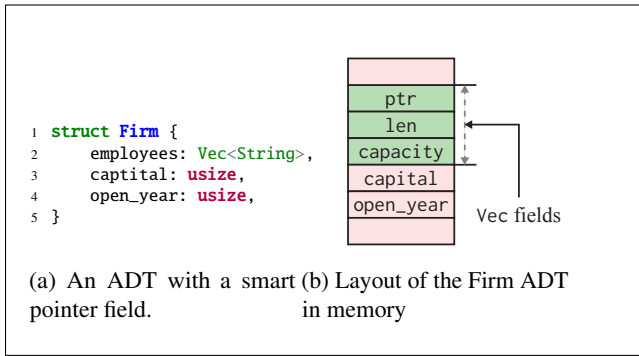 1 struct Firm {
2 employees: Vec<String>,
3 captital: usize,
4 open_year: usize,
5 }
ptr
len
capacity
capital
open_year
Vec fields
(a) An ADT with a smart
pointer field.
(b) Layout of the Firm ADT
in memory